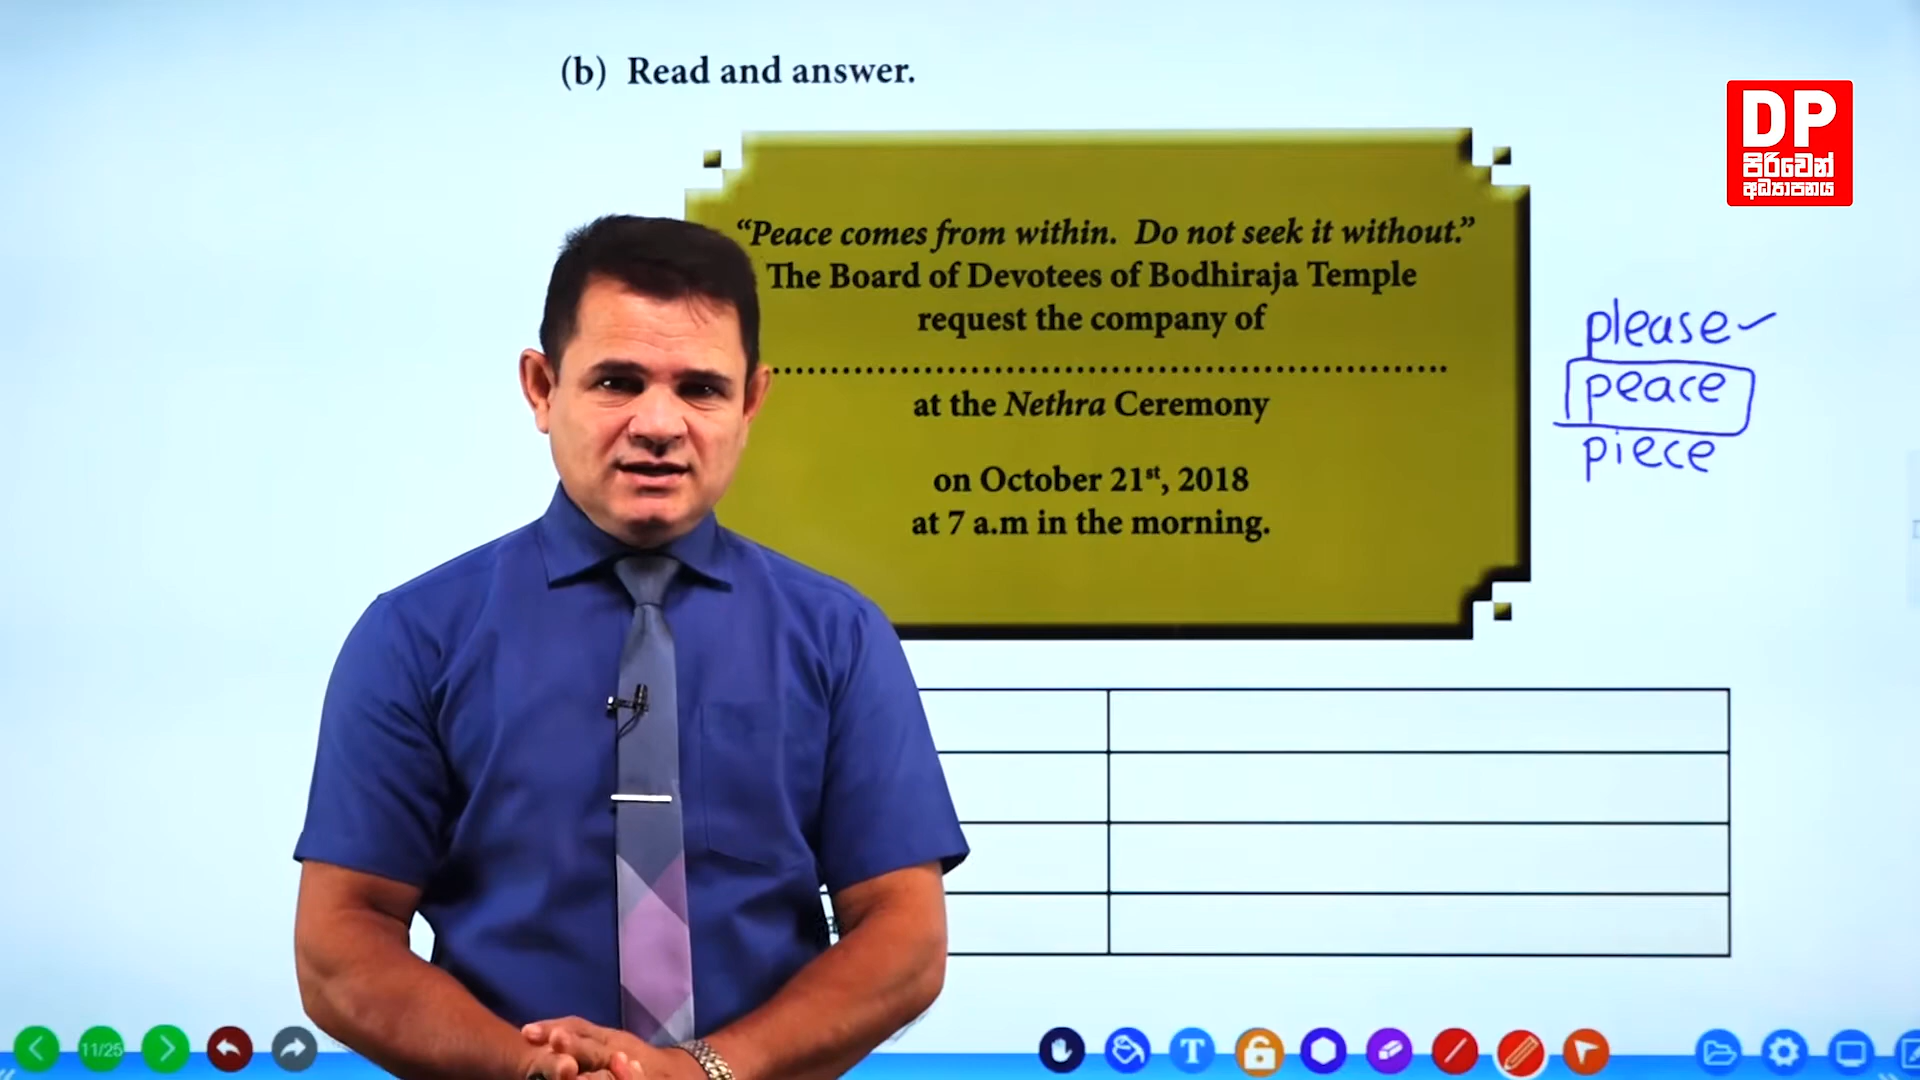 (b) Read and answer.
DP
පිරිවෙන්
අධ්‍යාපනය
“Peace comes from within. Do not seek it without.”
The Board of Devotees of Bodhiraja Temple
request the company of
................................................................
at the Nethra Ceremony
on October 21st, 2018
at 7 a.m in the morning.
please
peace
piece
11/25
T